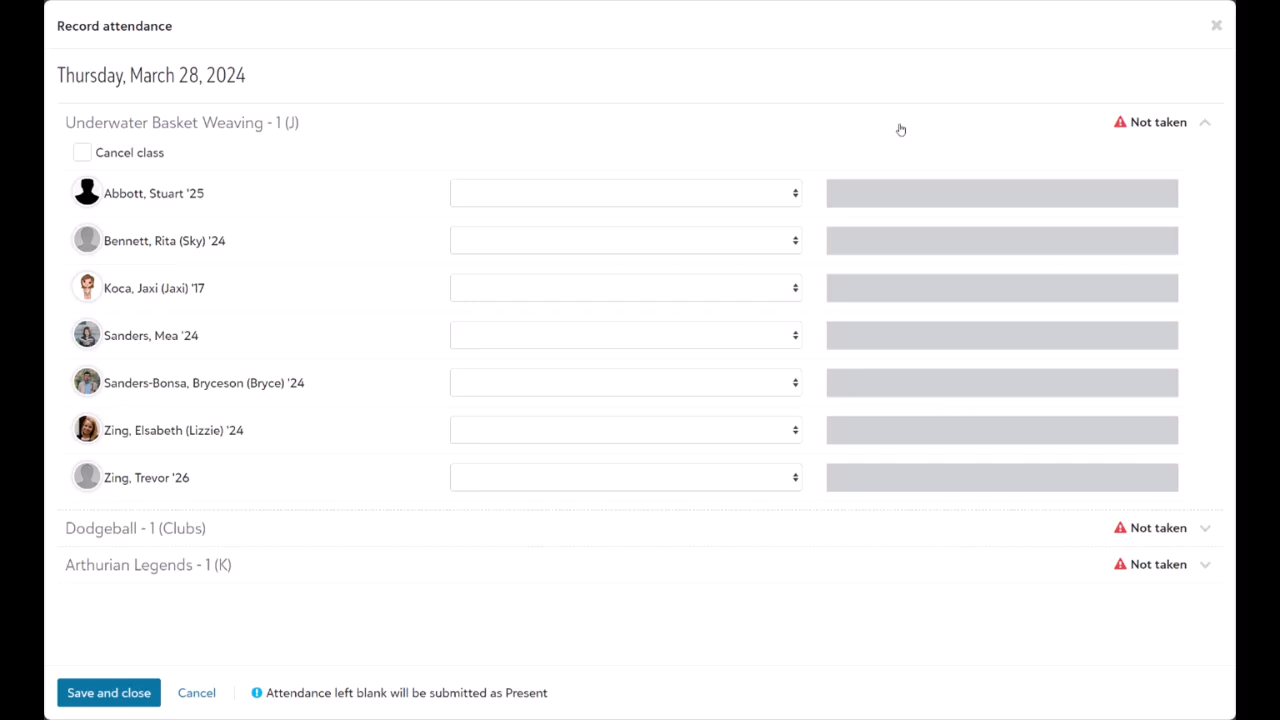 Record attendance
Thursday, March 28, 2024
Underwater Basket Weaving - 1 (J)
Not taken
Cancel class
Abbott, Stuart '25
Bennett, Rita (Sky) '24
Koca, Jaxi (Jaxi) '17
Sanders, Mea '24
Sanders-Bonsa, Bryceson (Bryce) '24
Zing, Elsabeth (Lizzie) '24
Zing, Trevor '26
Dodgeball - 1 (Clubs)
Not taken
Arthurian Legends - 1 (K)
Not taken
Save and close
Cancel
Attendance left blank will be submitted as Present